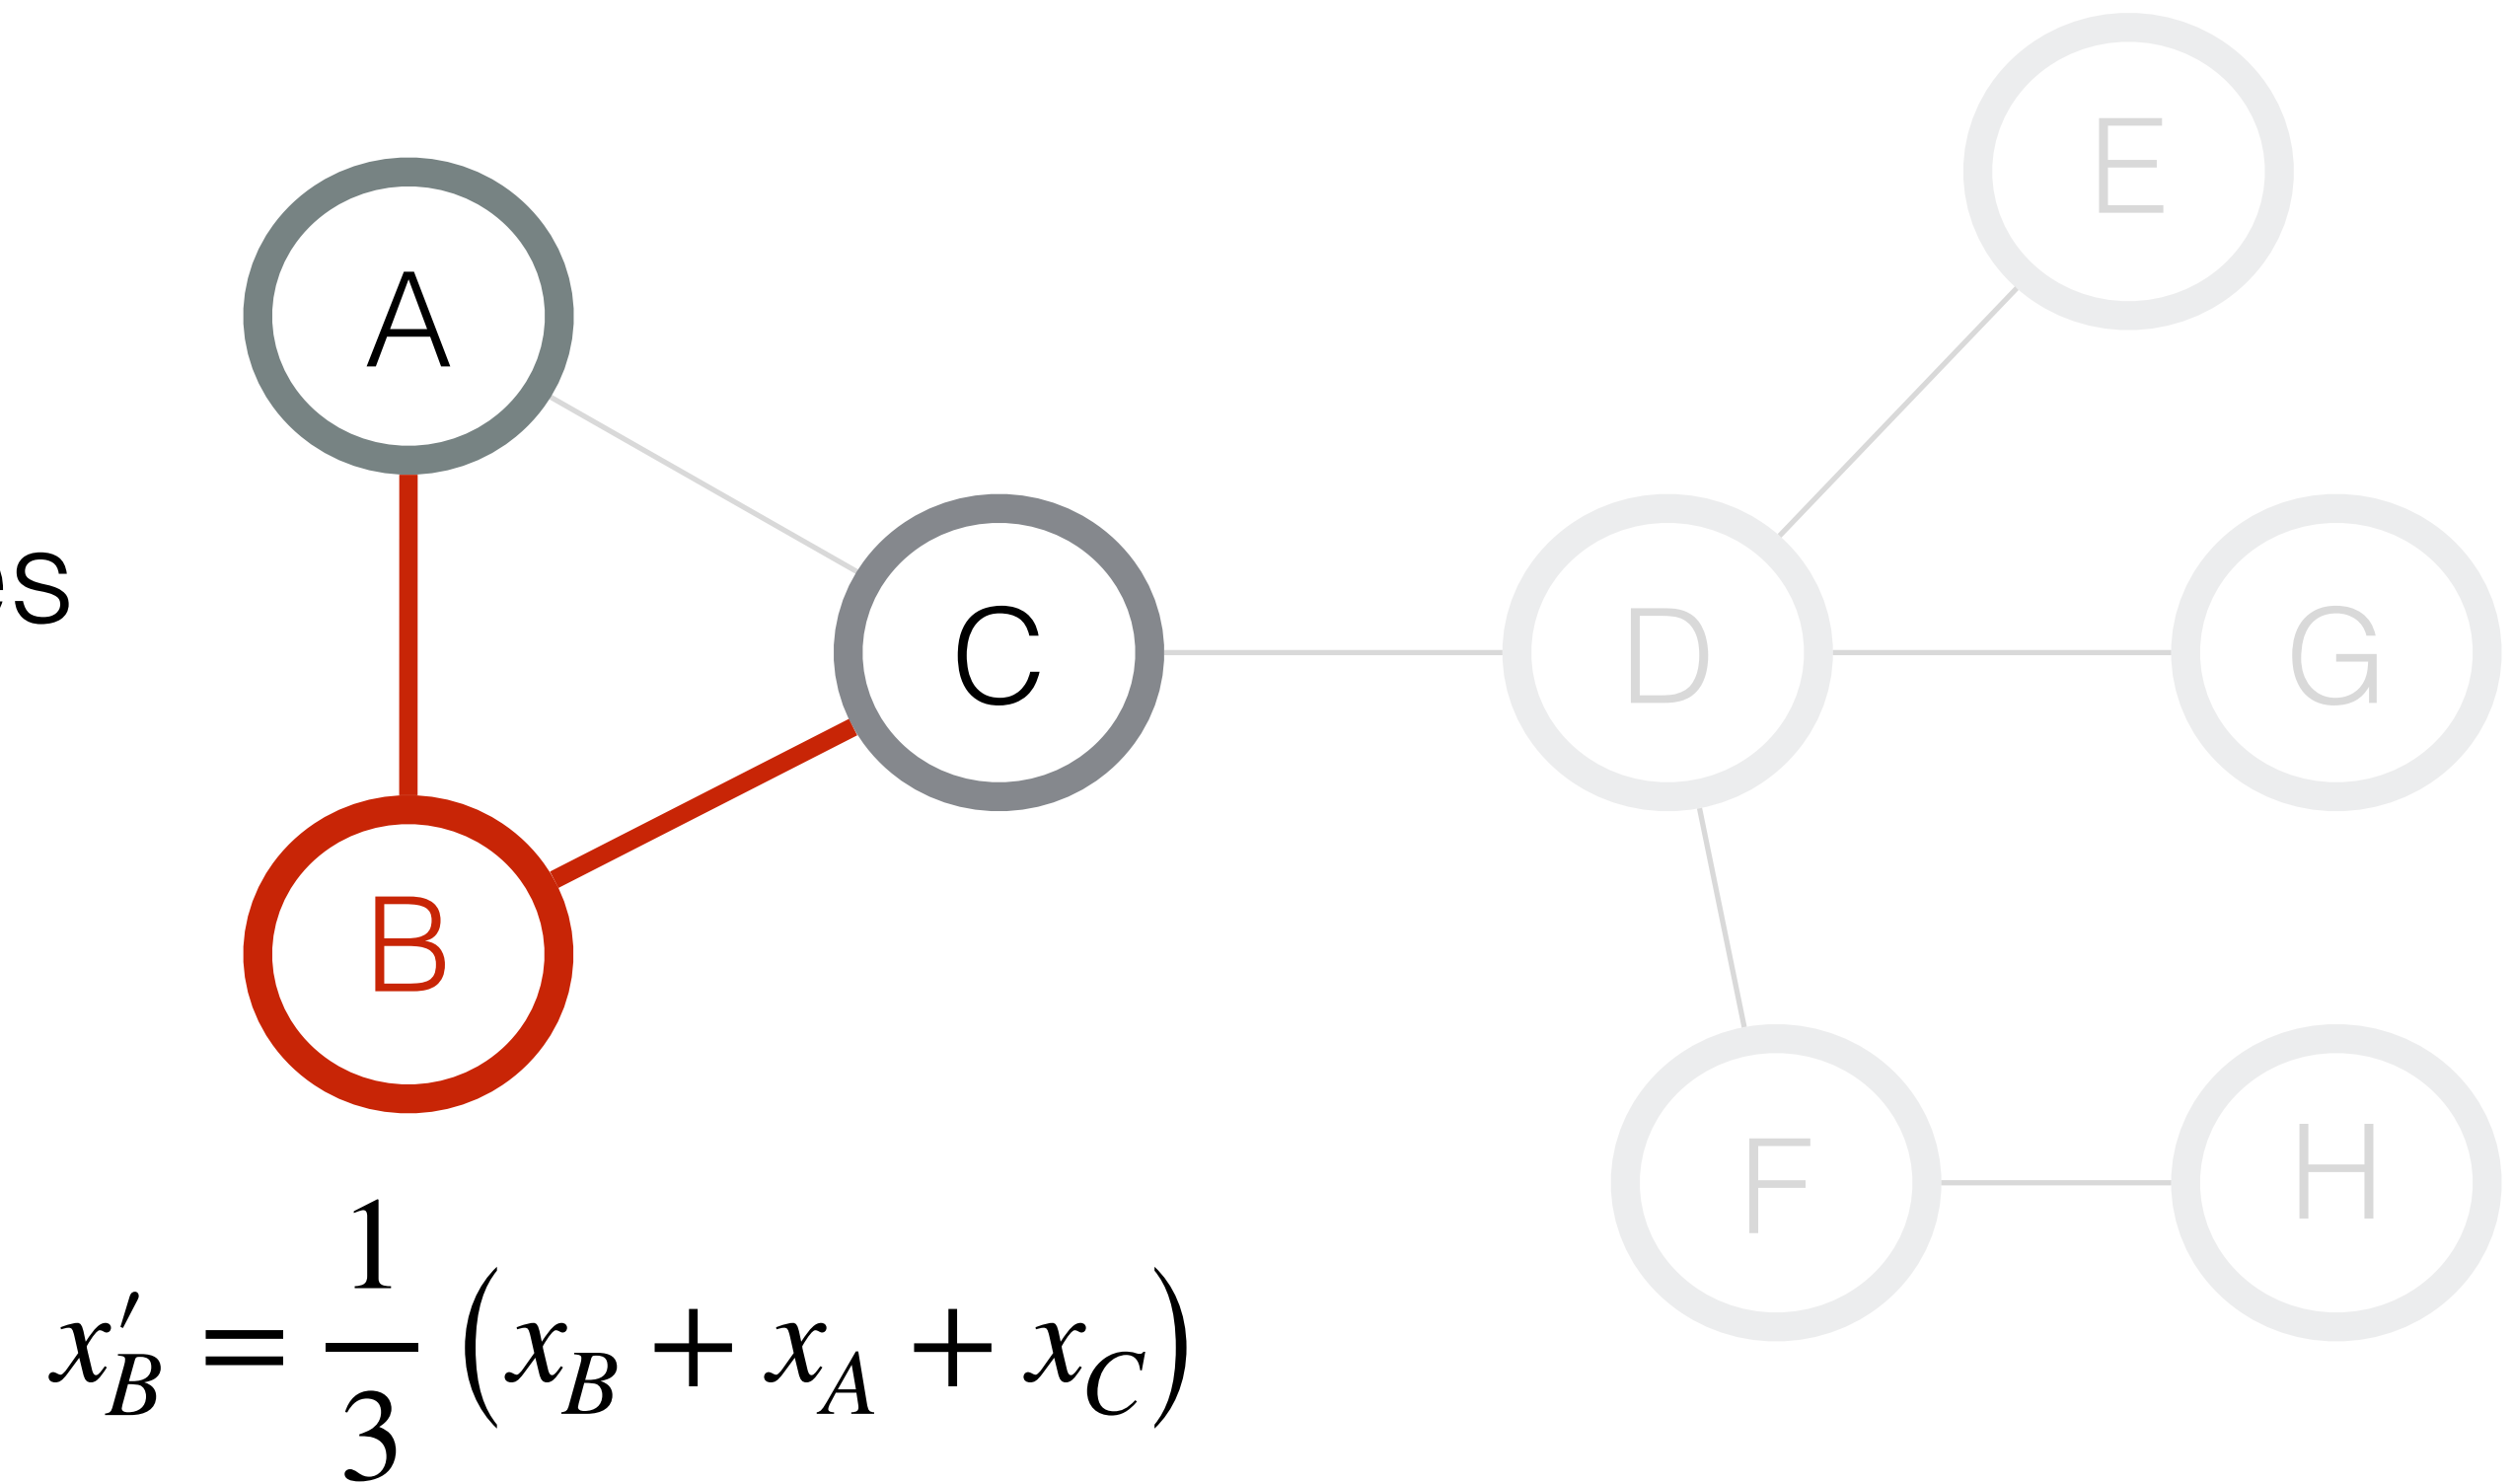 E
A
C
D
G
B
F
H
x′_B = 1/3 (x_B + x_A + x_C)